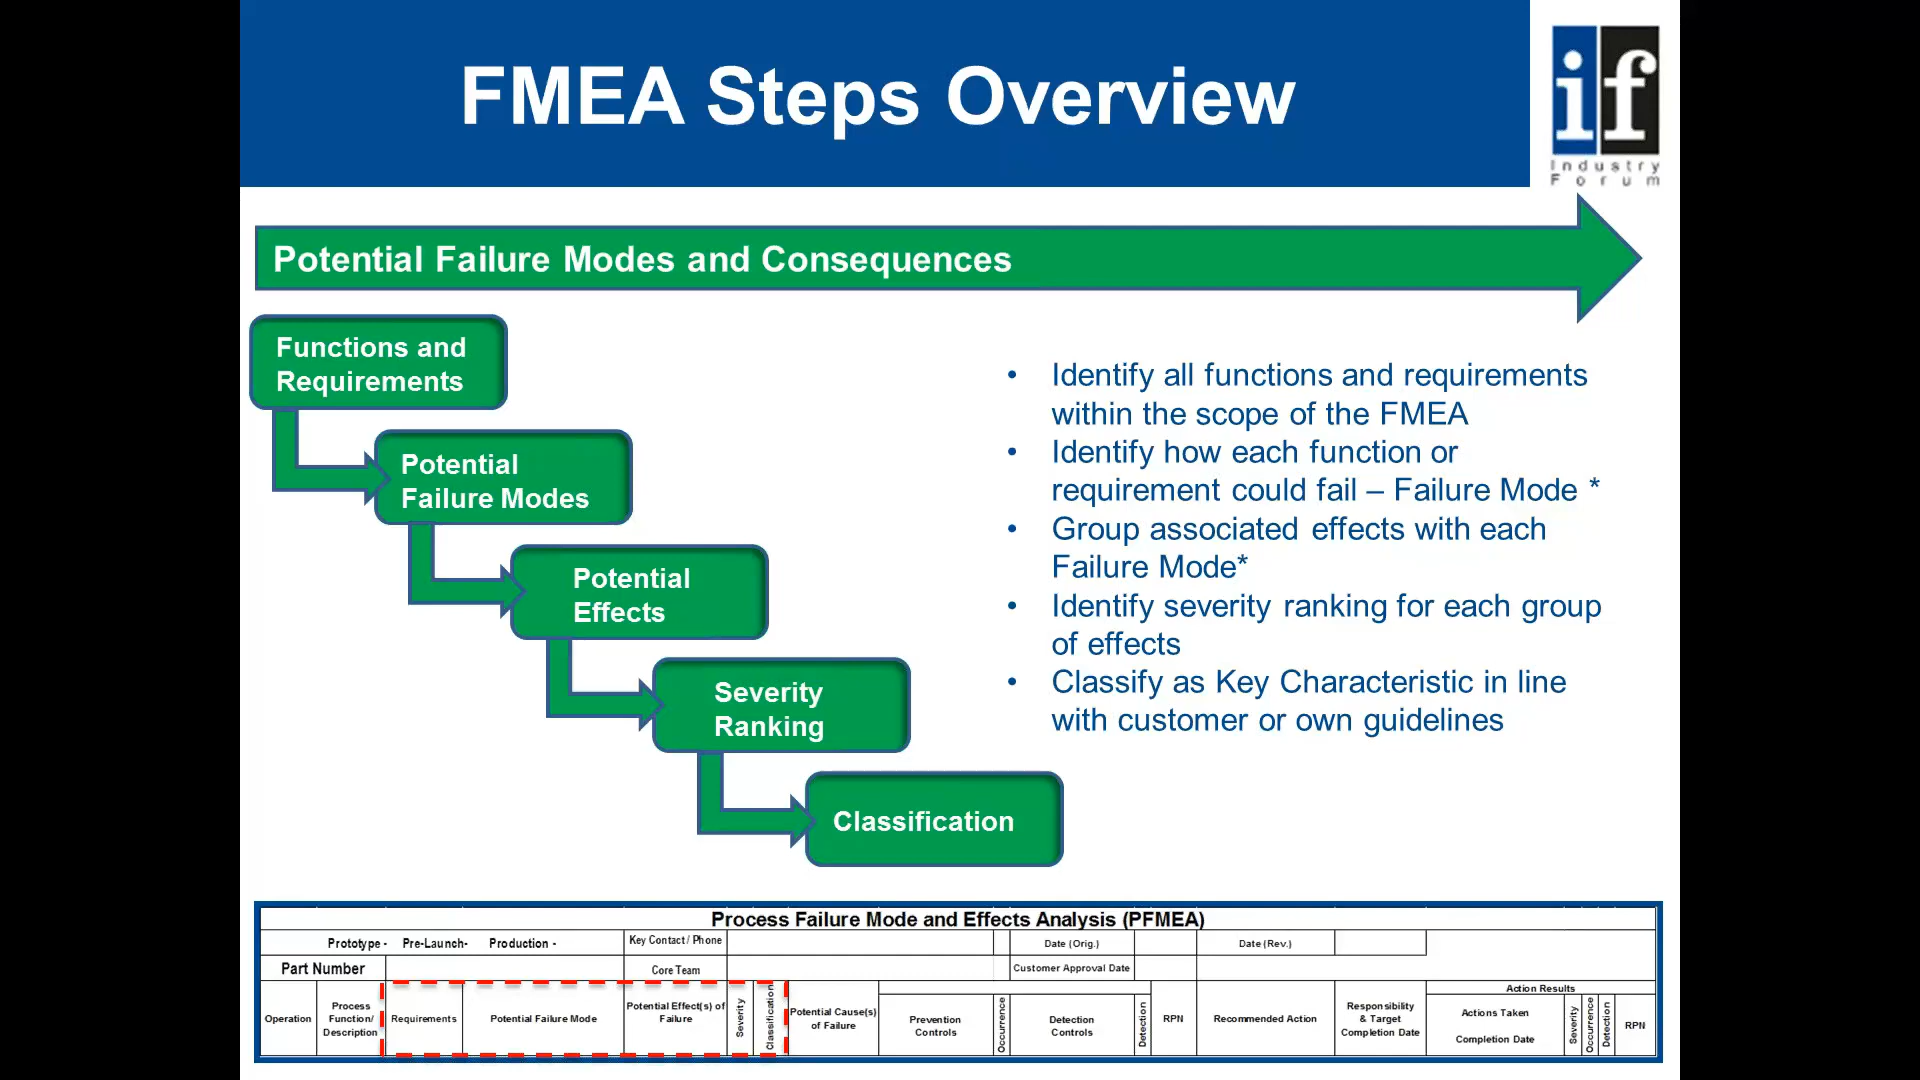 FMEA Steps Overview
if
Industry
Forum
Potential Failure Modes and Consequences
Functions and
Requirements
Potential
Failure Modes
Potential
Effects
Severity
Ranking
Classification
• Identify all functions and requirements
within the scope of the FMEA
• Identify how each function or
requirement could fail – Failure Mode *
• Group associated effects with each
Failure Mode*
• Identify severity ranking for each group
of effects
• Classify as Key Characteristic in line
with customer or own guidelines
Process Failure Mode and Effects Analysis (PFMEA)
Prototype - Pre-Launch- Production -
Key Contact / Phone
Date (Orig.)
Date (Rev.)
Part Number
Core Team
Customer Approval Date
Operation
Process
Function/
Description
Requirements
Potential Failure Mode
Potential Effect(s) of
Failure
Severity
Classification
Potential Cause(s)
of Failure
Prevention
Controls
Occurrence
Detection
Controls
Detection
RPN
Recommended Action
Responsibility
& Target
Completion Date
Action Results
Actions Taken
Completion Date
Severity
Occurrence
Detection
RPN